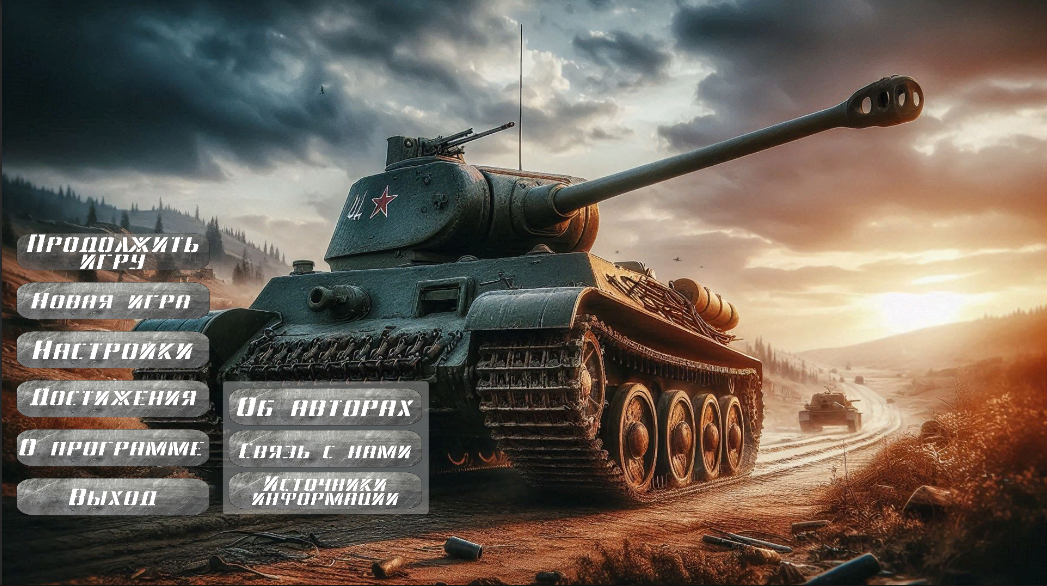 Продолжить
игру
Новая игра
Настройки
Достижения
О программе
Выход
Об авторах
Связь с нами
Источники
информации